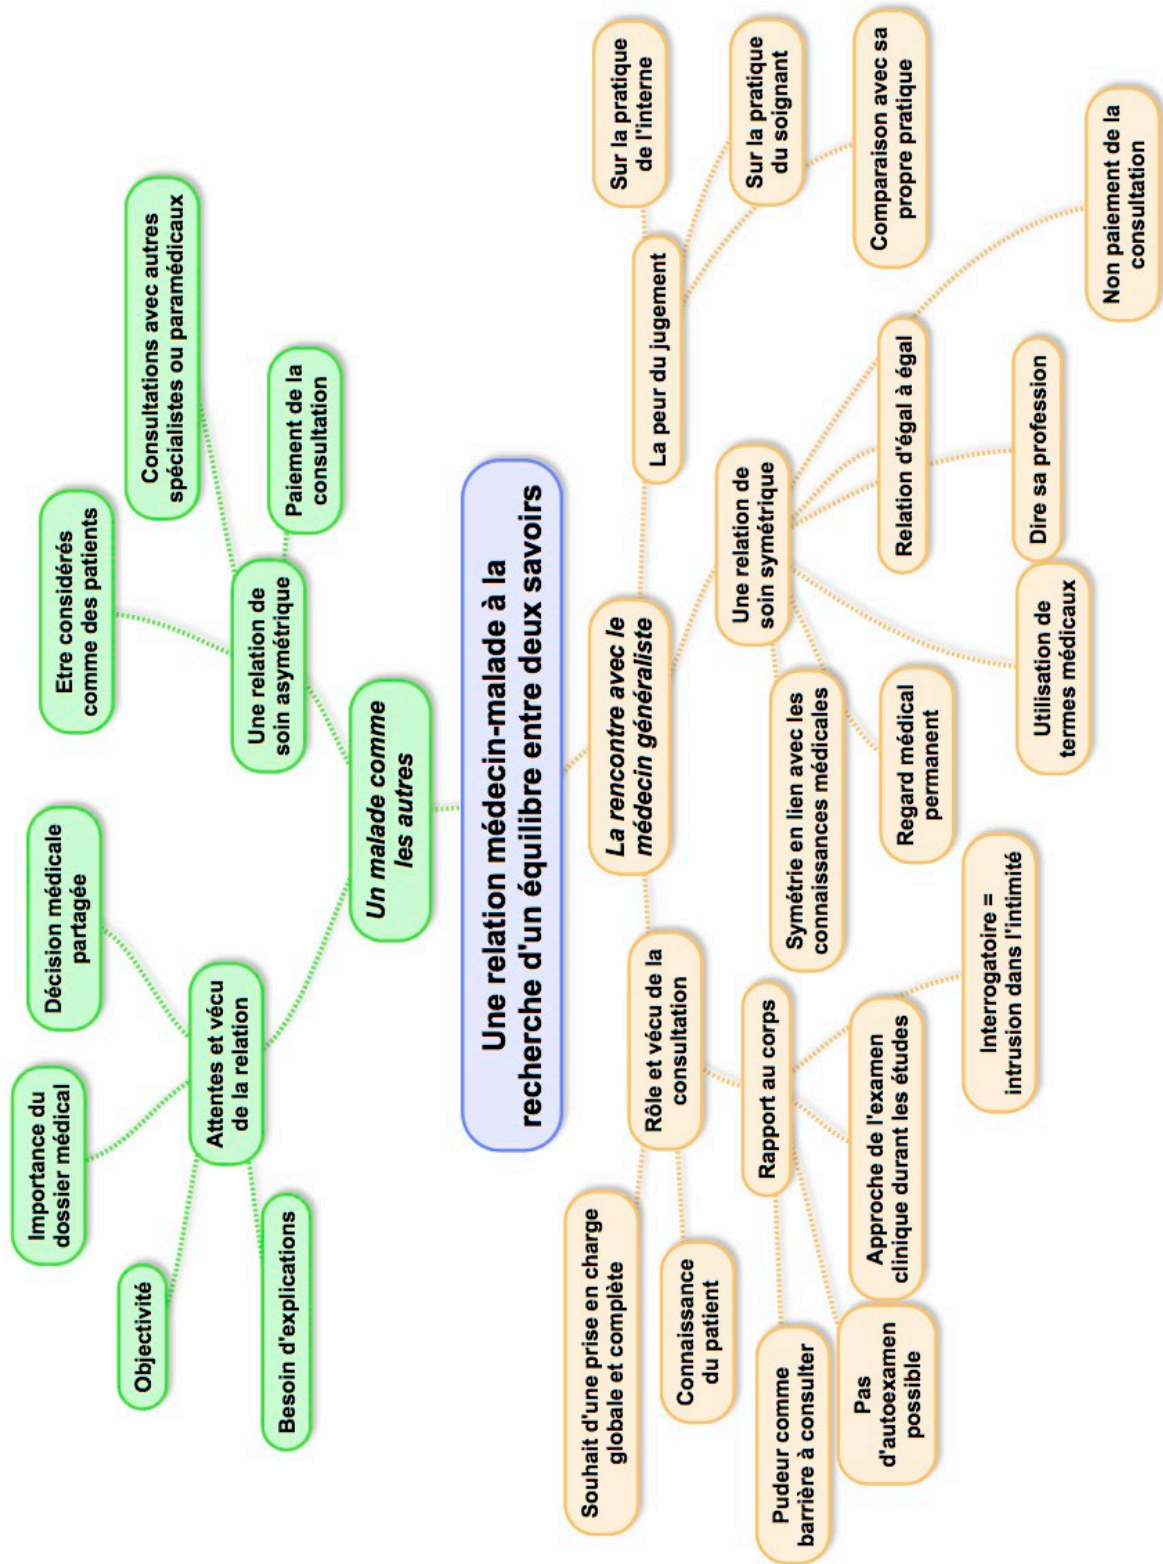 Importance du
dossier médical
Décision médicale
partagée
Etre considérés
comme des patients
Consultations avec autres
spécialistes ou paramédicaux
Objectivité
Attentes et vécu
de la relation
Une relation de
soin asymétrique
Besoin d'explications
Paiement de la
consultation
Un malade comme
les autres
Une relation médecin-malade à la
recherche d'un équilibre entre deux savoirs
La rencontre avec le
médecin généraliste
Souhait d'une prise en charge
globale et complète
Rôle et vécu de la
consultation
La peur du jugement
Sur la pratique
de l'interne
Connaissance
du patient
Rapport au corps
Une relation de
soin symétrique
Sur la pratique
du soignant
Pudeur comme
barrière à consulter
Symétrie en lien avec les
connaissances médicales
Pas
d'autoexamen
possible
Approche de l'examen
clinique durant les études
Regard médical
permanent
Relation d'égal à égal
Comparaison avec sa
propre pratique
Interrogatoire =
intrusion dans l'intimité
Utilisation de
termes médicaux
Dire sa profession
Non paiement de la
consultation